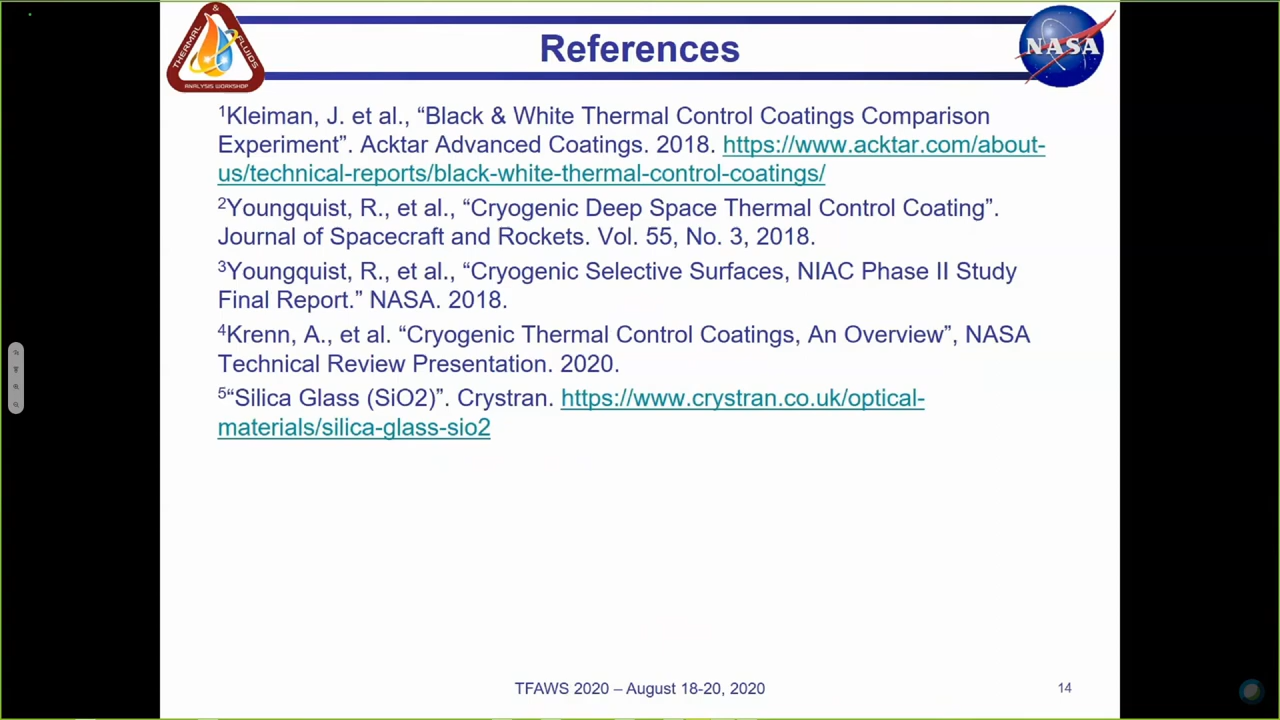 References
THERMAL & FLUIDS
ANALYSIS WORKSHOP
NASA
¹Kleiman, J. et al., “Black & White Thermal Control Coatings Comparison
Experiment”. Acktar Advanced Coatings. 2018. https://www.acktar.com/about-
us/technical-reports/black-white-thermal-control-coatings/
²Youngquist, R., et al., “Cryogenic Deep Space Thermal Control Coating”.
Journal of Spacecraft and Rockets. Vol. 55, No. 3, 2018.
³Youngquist, R., et al., “Cryogenic Selective Surfaces, NIAC Phase II Study
Final Report.” NASA. 2018.
⁴Krenn, A., et al. “Cryogenic Thermal Control Coatings, An Overview”, NASA
Technical Review Presentation. 2020.
⁵“Silica Glass (SiO2)”. Crystran. https://www.crystran.co.uk/optical-
materials/silica-glass-sio2
TFAWS 2020 – August 18-20, 2020
14